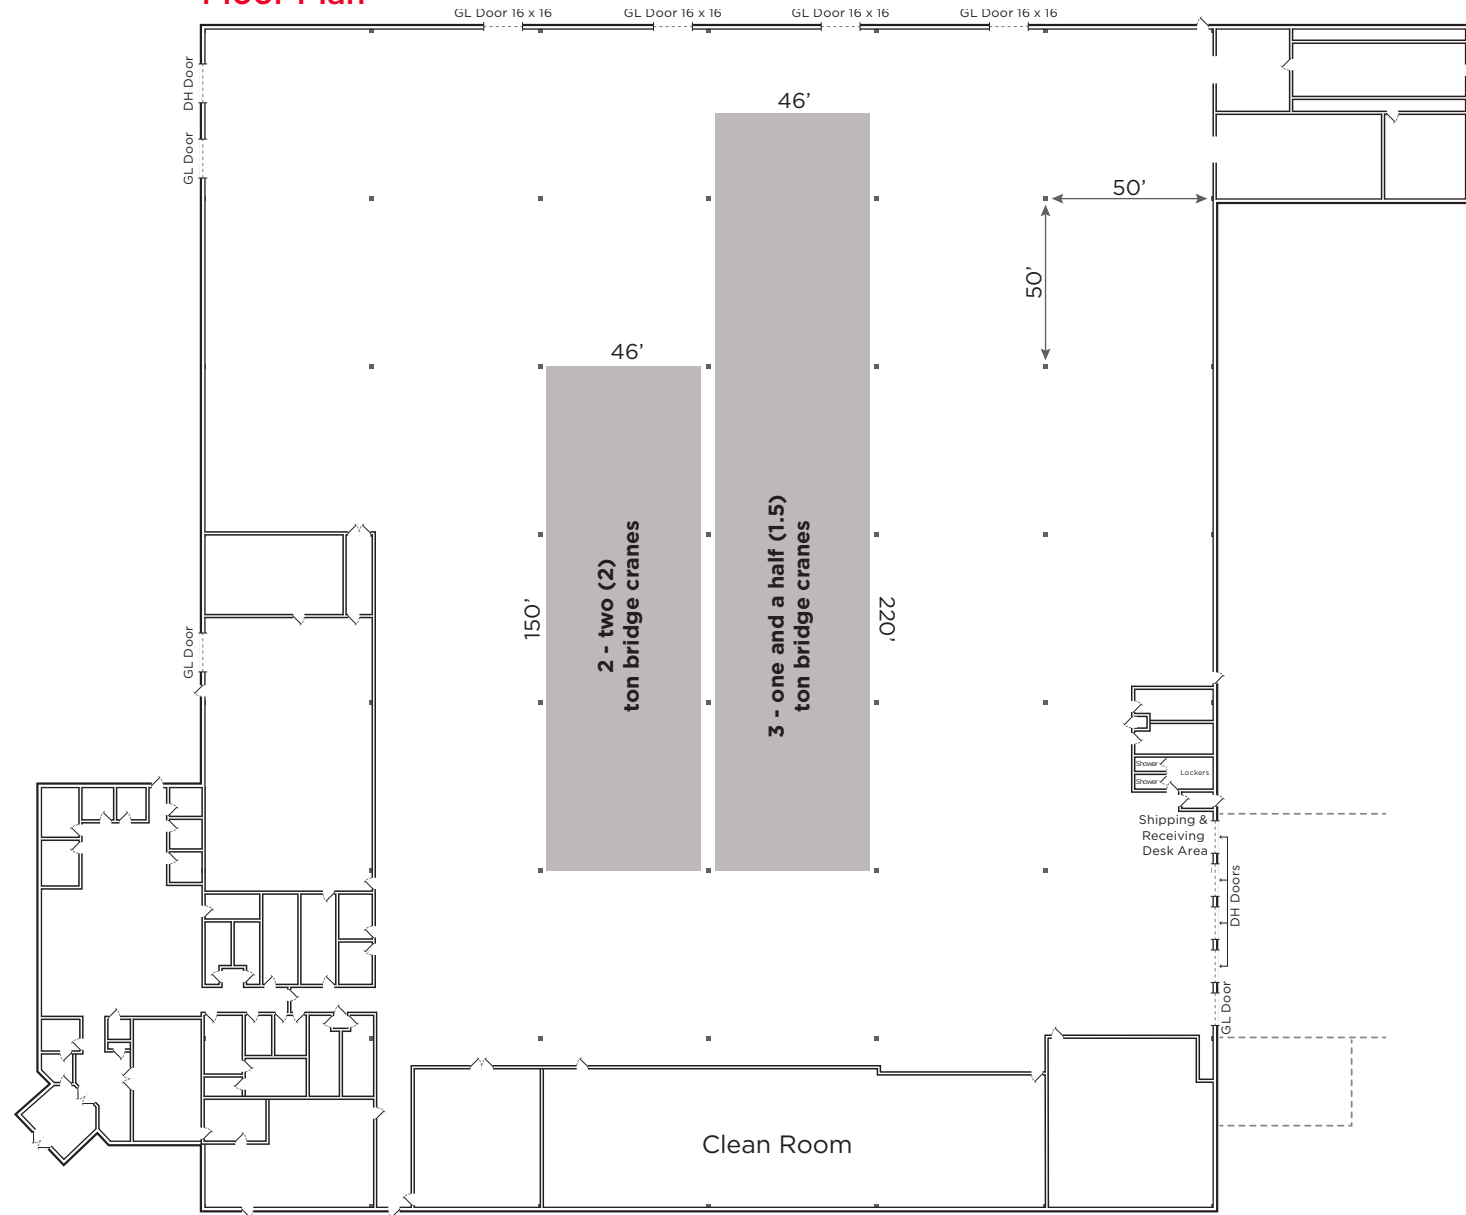 Floor Plan
GL Door 16 x 16
GL Door 16 x 16
GL Door 16 x 16
GL Door 16 x 16
DH Door
GL Door
46'
50'
50'
46'
2 - two (2)
ton bridge cranes
3 - one and a half (1.5)
ton bridge cranes
150'
220'
GL Door
Shower
Lockers
Shower
Shipping &
Receiving
Desk Area
DH Doors
GL Door
Clean Room